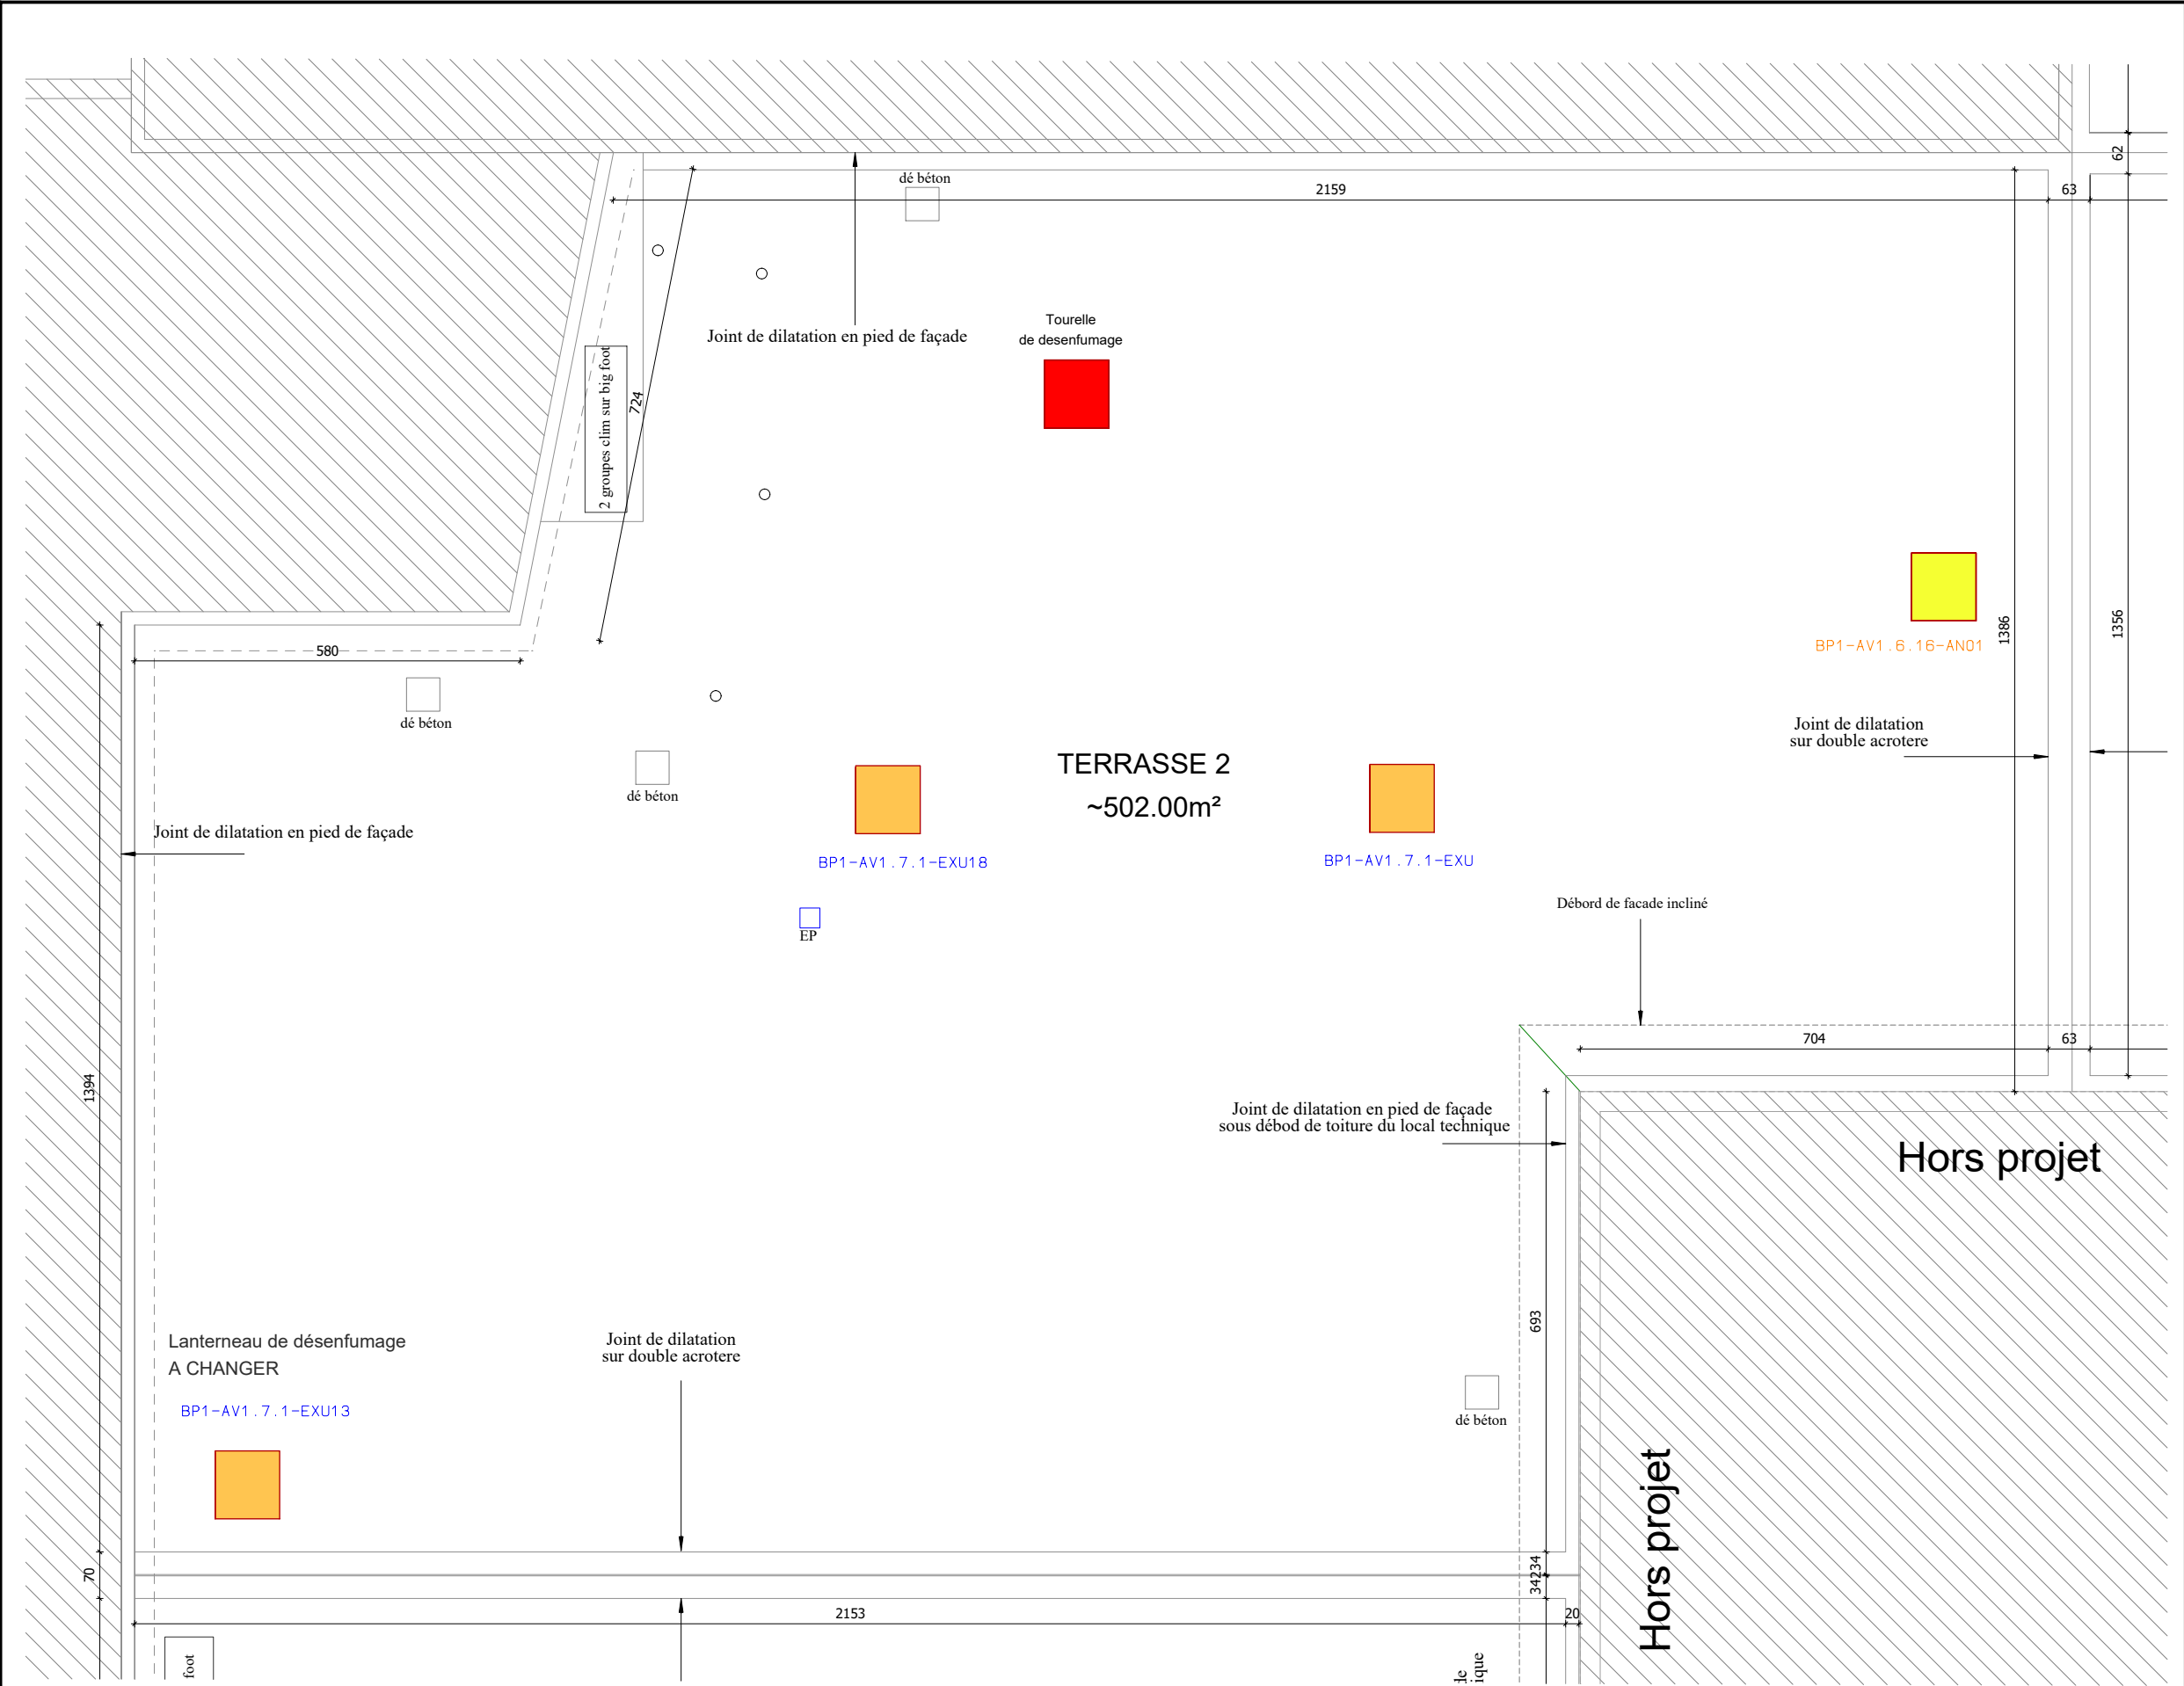 62
dé béton
2159
63
Joint de dilatation en pied de façade
Tourelle
de desenfumage
2 groupes clim sur big foot
724
1386
1356
BP1-AV1.6.16-AN01
580
dé béton
dé béton
Joint de dilatation
sur double acrotere
TERRASSE 2
~502.00m²
Joint de dilatation en pied de façade
BP1-AV1.7.1-EXU18
BP1-AV1.7.1-EXU
EP
Débord de facade incliné
704
63
1394
Joint de dilatation en pied de façade
sous débod de toiture du local technique
Hors projet
693
Lanterneau de désenfumage
A CHANGER
Joint de dilatation
sur double acrotere
BP1-AV1.7.1-EXU13
dé béton
Hors projet
70
34234
2153
20
foot
de
ique